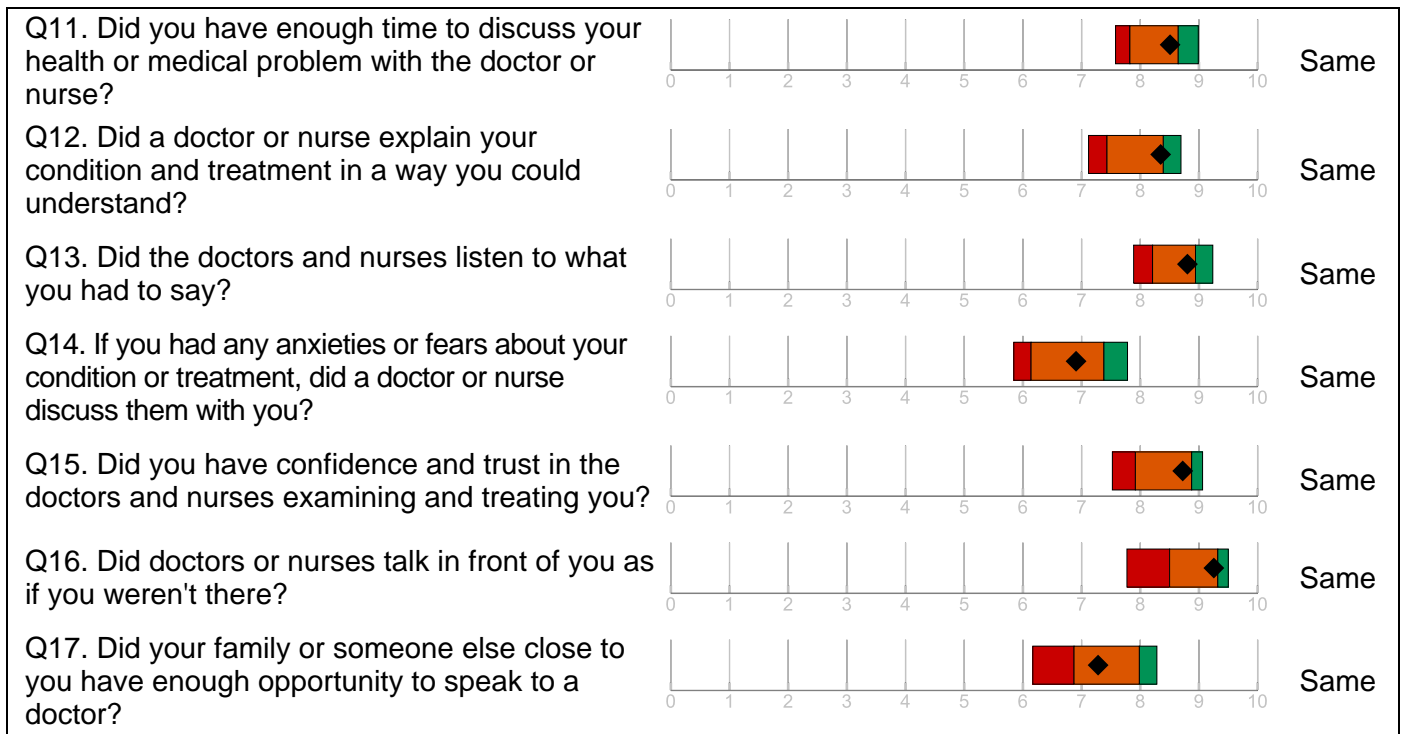 Q11. Did you have enough time to discuss your
health or medical problem with the doctor or
nurse?
0 1 2 3 4 5 6 7 8 9 10
Same
Q12. Did a doctor or nurse explain your
condition and treatment in a way you could
understand?
0 1 2 3 4 5 6 7 8 9 10
Same
Q13. Did the doctors and nurses listen to what
you had to say?
0 1 2 3 4 5 6 7 8 9 10
Same
Q14. If you had any anxieties or fears about your
condition or treatment, did a doctor or nurse
discuss them with you?
0 1 2 3 4 5 6 7 8 9 10
Same
Q15. Did you have confidence and trust in the
doctors and nurses examining and treating you?
0 1 2 3 4 5 6 7 8 9 10
Same
Q16. Did doctors or nurses talk in front of you as
if you weren't there?
0 1 2 3 4 5 6 7 8 9 10
Same
Q17. Did your family or someone else close to
you have enough opportunity to speak to a
doctor?
0 1 2 3 4 5 6 7 8 9 10
Same